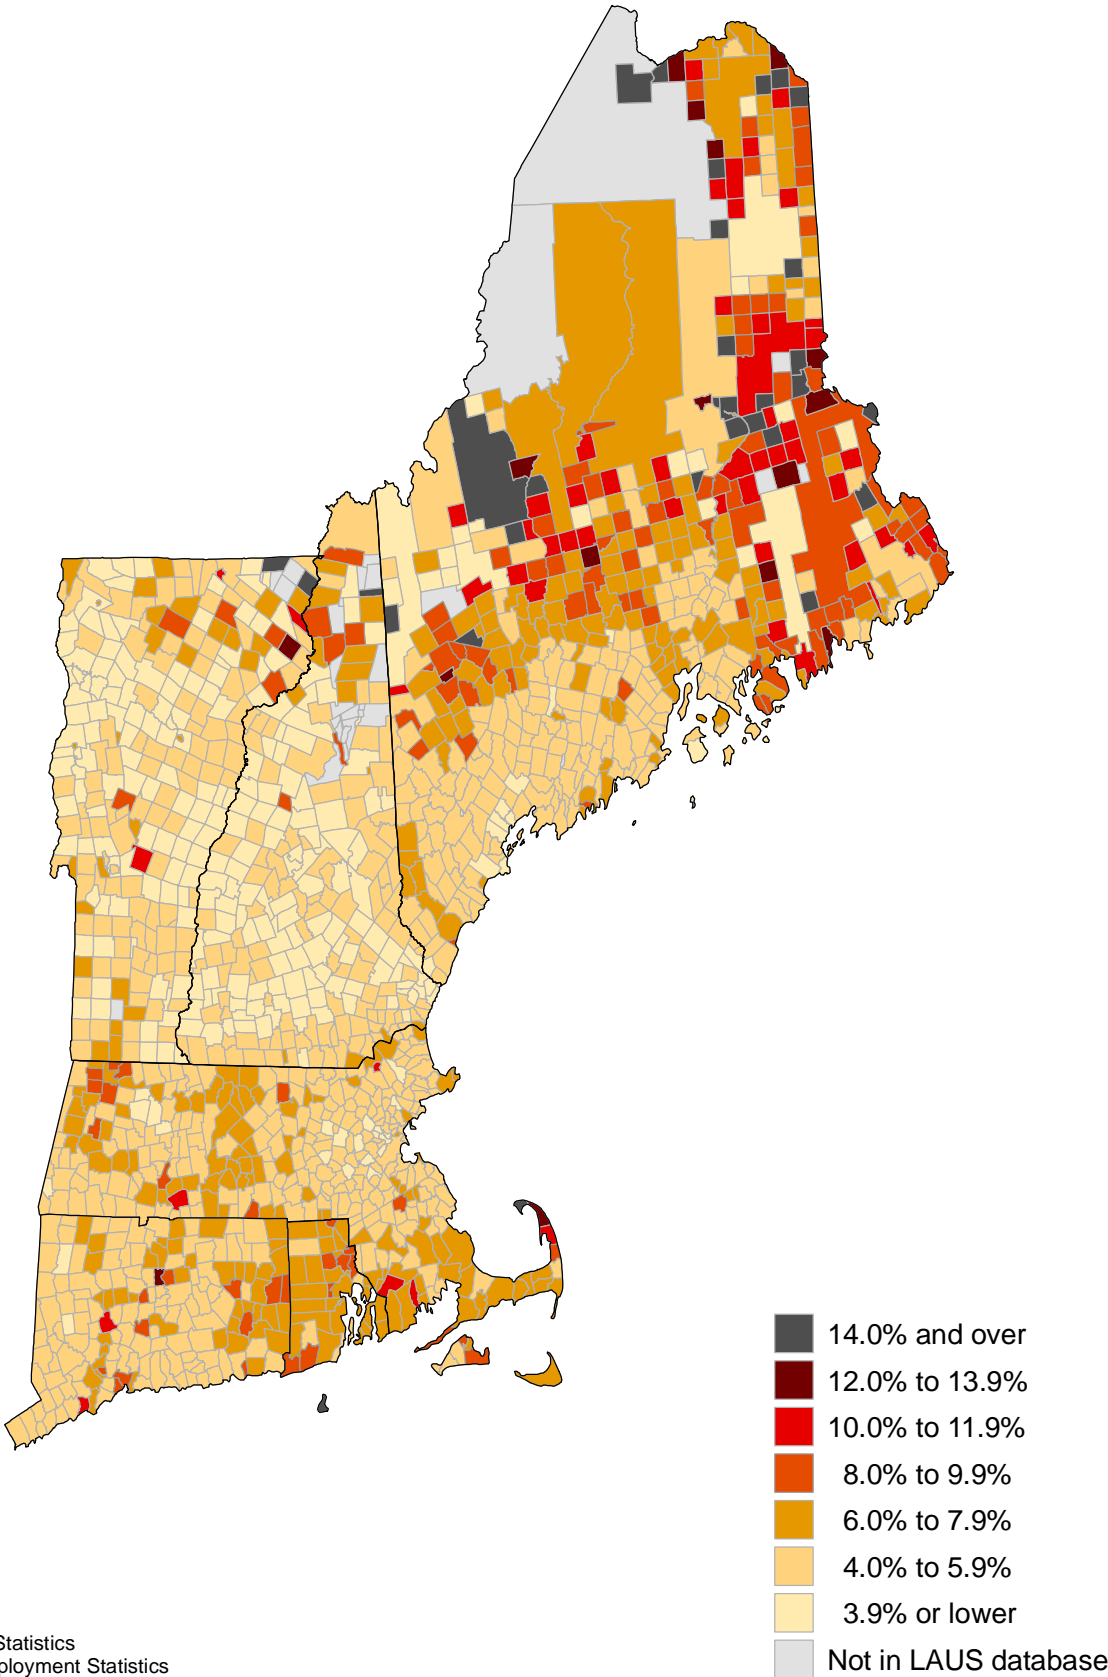 14.0% and over
12.0% to 13.9%
10.0% to 11.9%
8.0% to 9.9%
6.0% to 7.9%
4.0% to 5.9%
3.9% or lower
Not in LAUS database
Statistics
Statistics